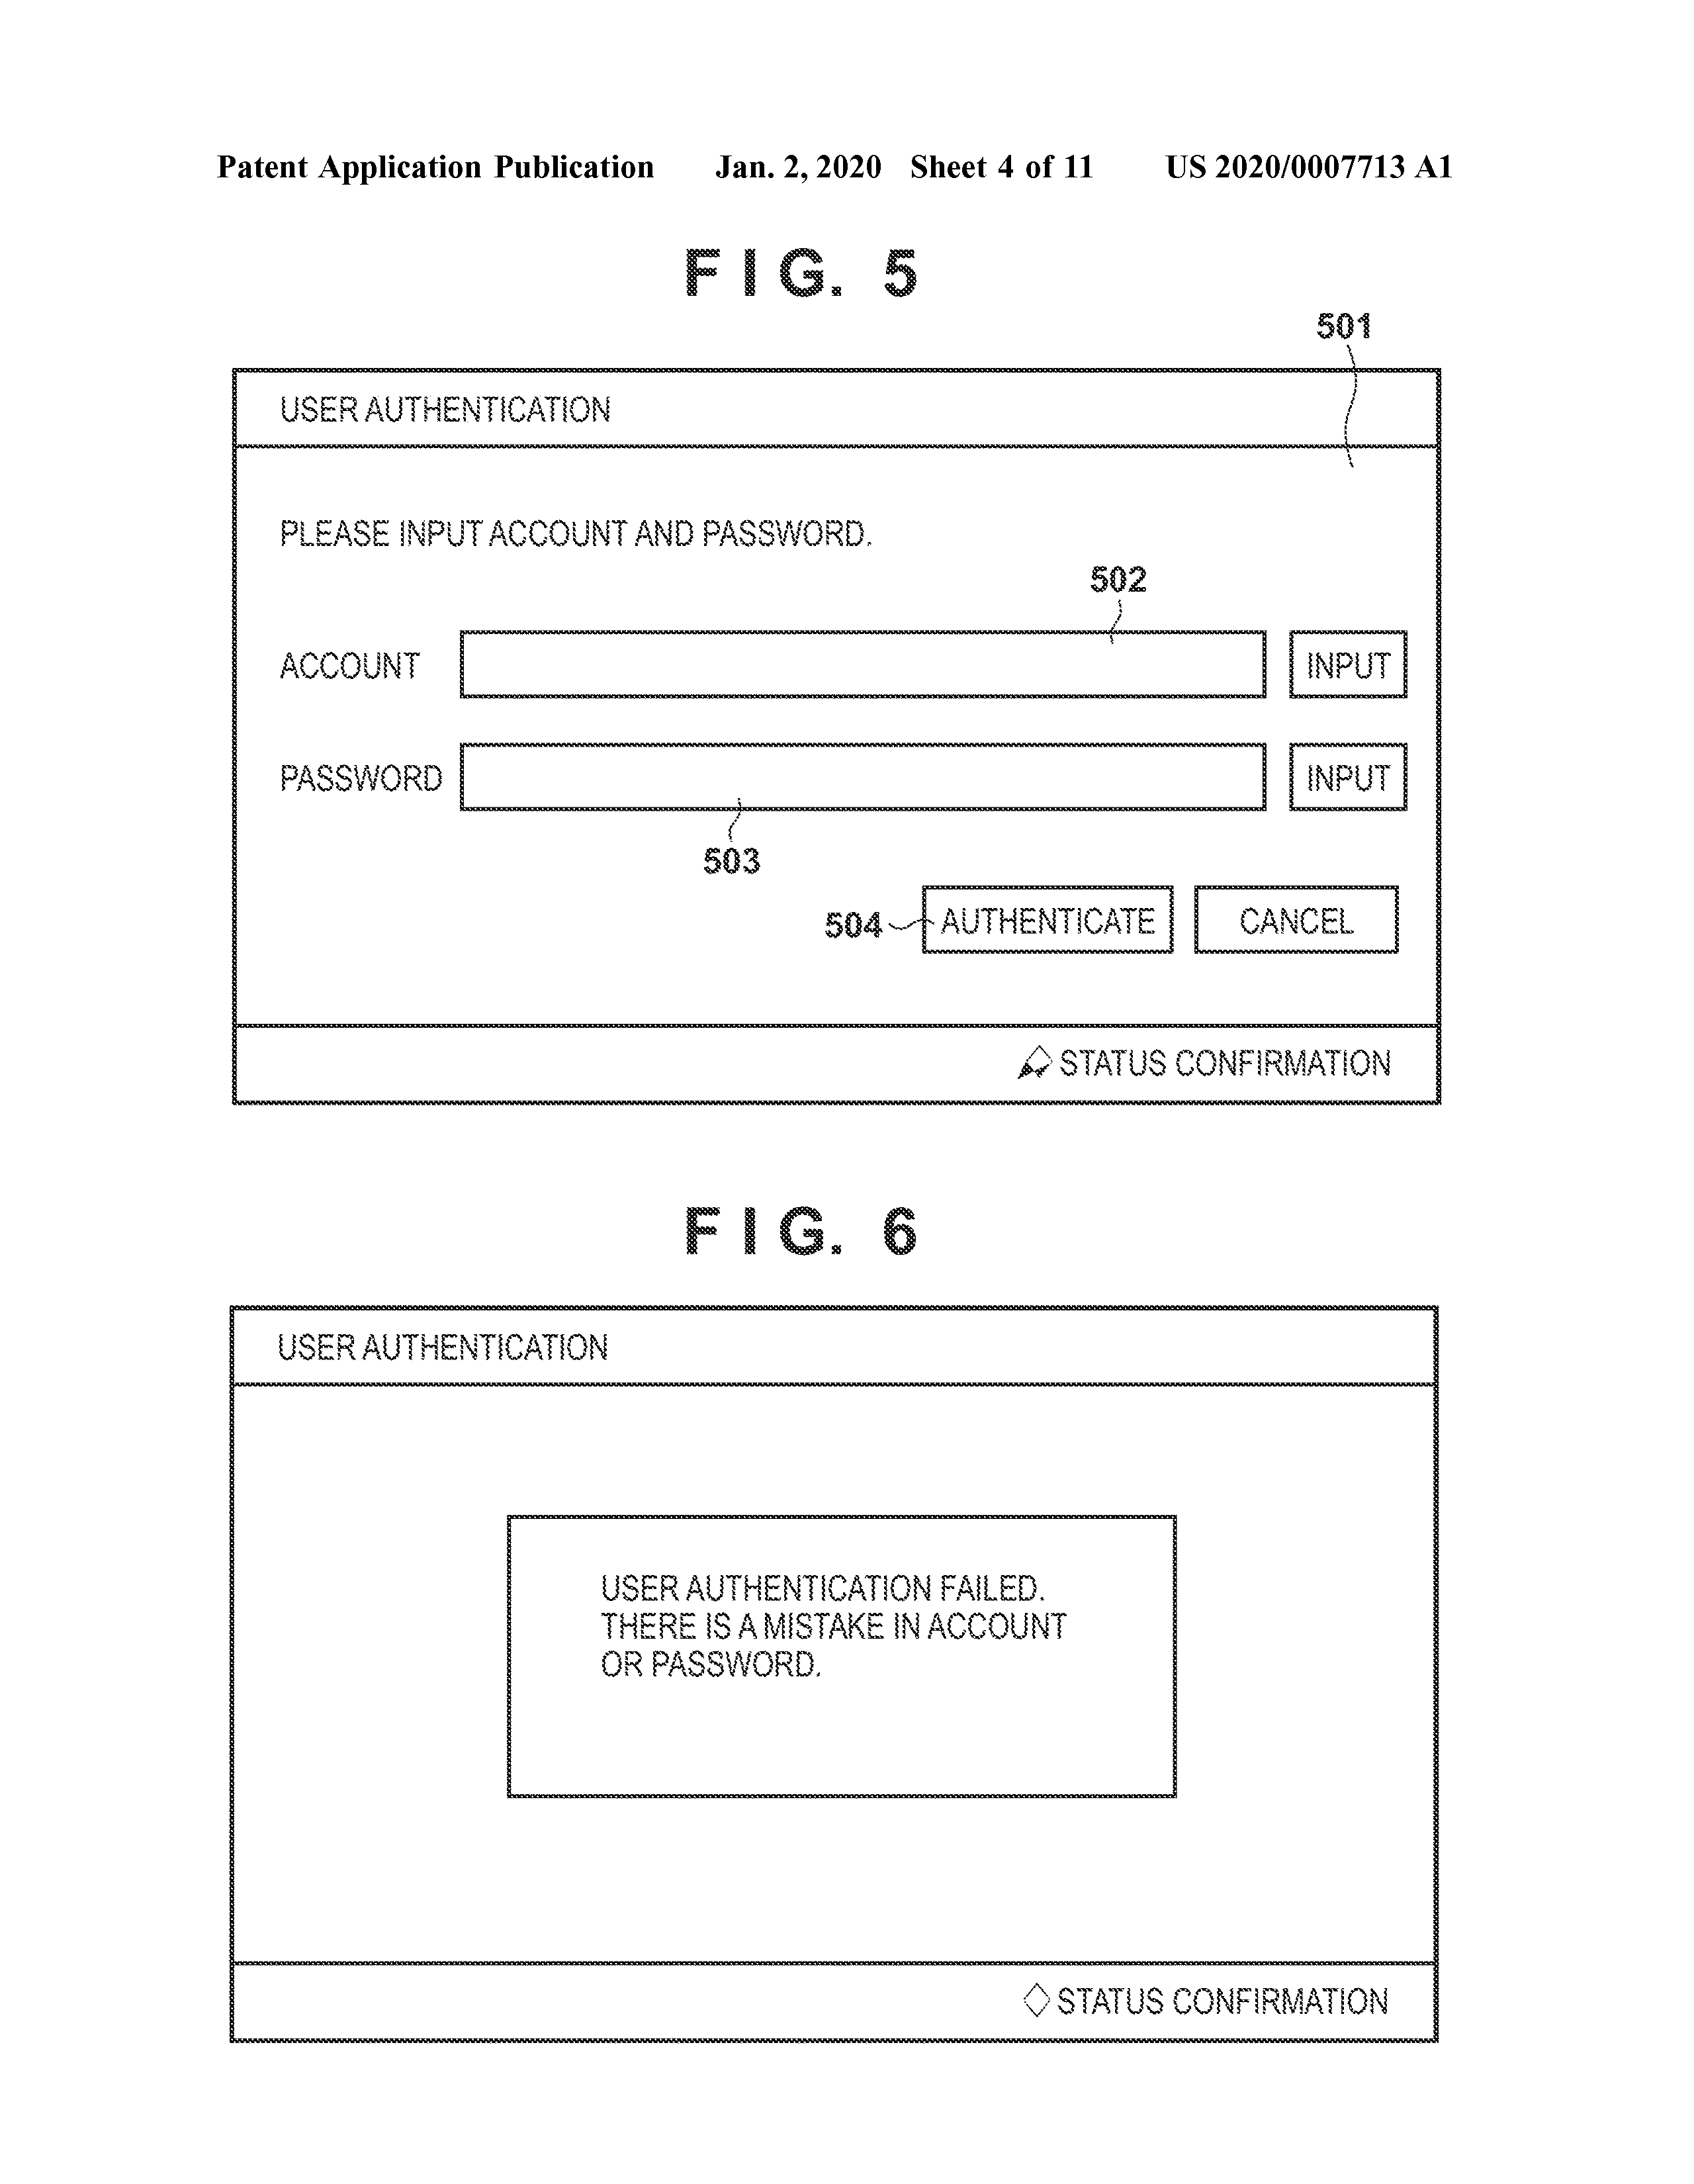 Patent Application Publication Jan. 2, 2020 Sheet 4 of 11 US 2020/0007713 A1
FIG. 5
501
USER AUTHENTICATION
PLEASE INPUT ACCOUNT AND PASSWORD.
502
ACCOUNT INPUT
PASSWORD INPUT
503
504 AUTHENTICATE CANCEL
STATUS CONFIRMATION
FIG. 6
USER AUTHENTICATION
USER AUTHENTICATION FAILED.
THERE IS A MISTAKE IN ACCOUNT
OR PASSWORD.
STATUS CONFIRMATION